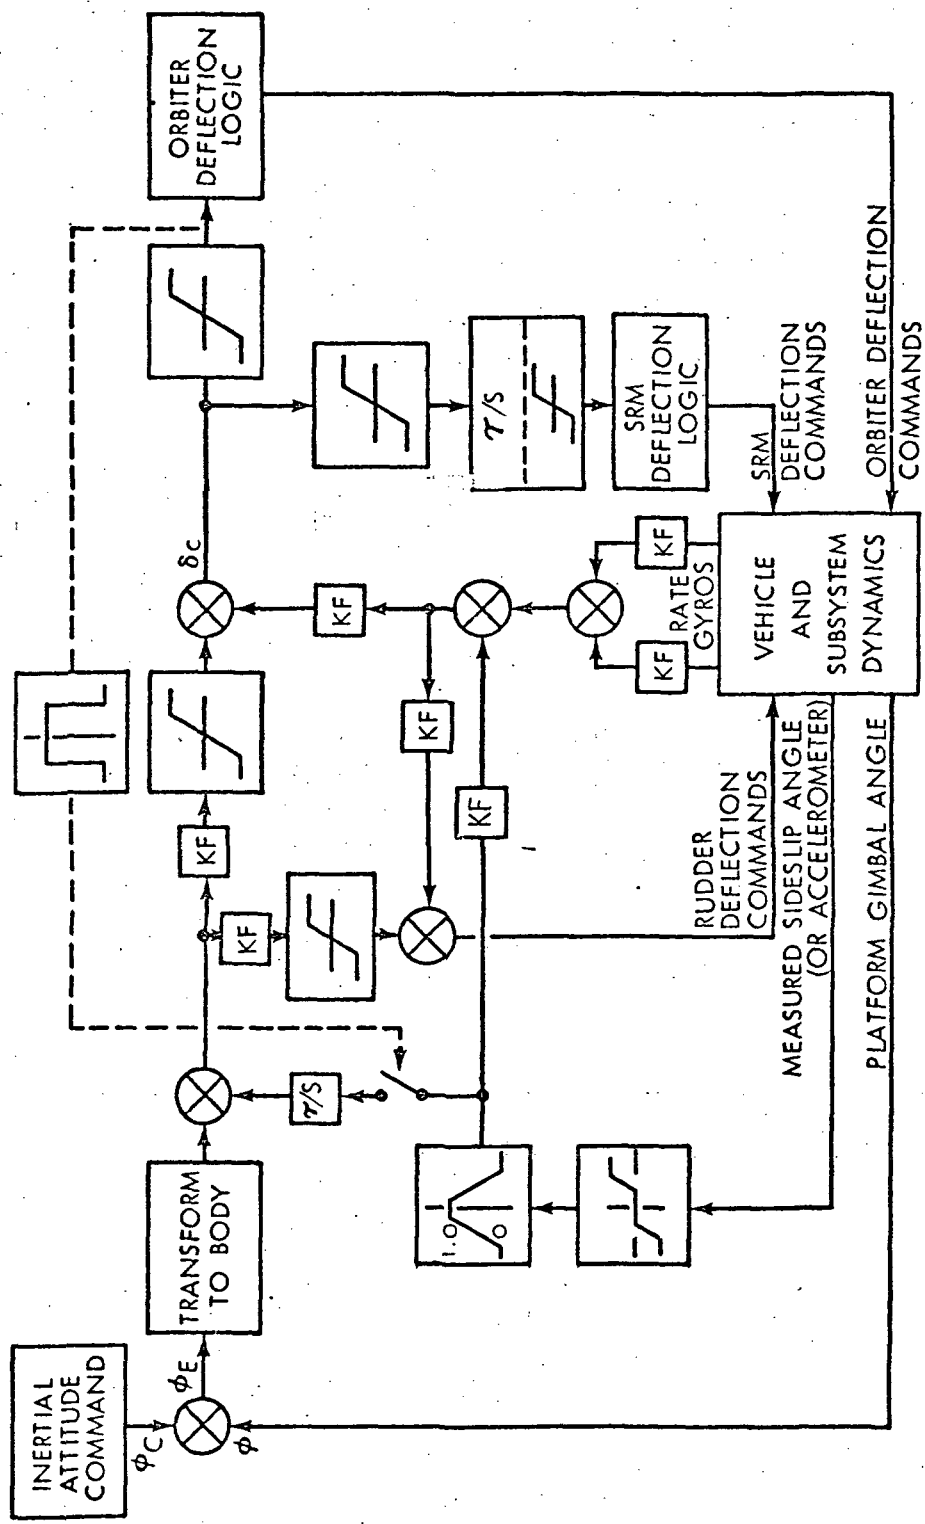 INERTIAL
ATTITUDE
COMMAND
ϕC
ϕE
ϕ
TRANSFORM
TO BODY
τ/S
KF
KF
KF
KF
KF
δC
ORBITER
DEFLECTION
LOGIC
τ/S
SRM
DEFLECTION
LOGIC
1.0
0
KF
KF
RATE
GYROS
SRM
DEFLECTION
COMMANDS
ORBITER DEFLECTION
COMMANDS
VEHICLE
AND
SUBSYSTEM
DYNAMICS
RUDDER
DEFLECTION
COMMANDS
MEASURED SIDESLIP ANGLE
(OR ACCELEROMETER)
PLATFORM GIMBAL ANGLE